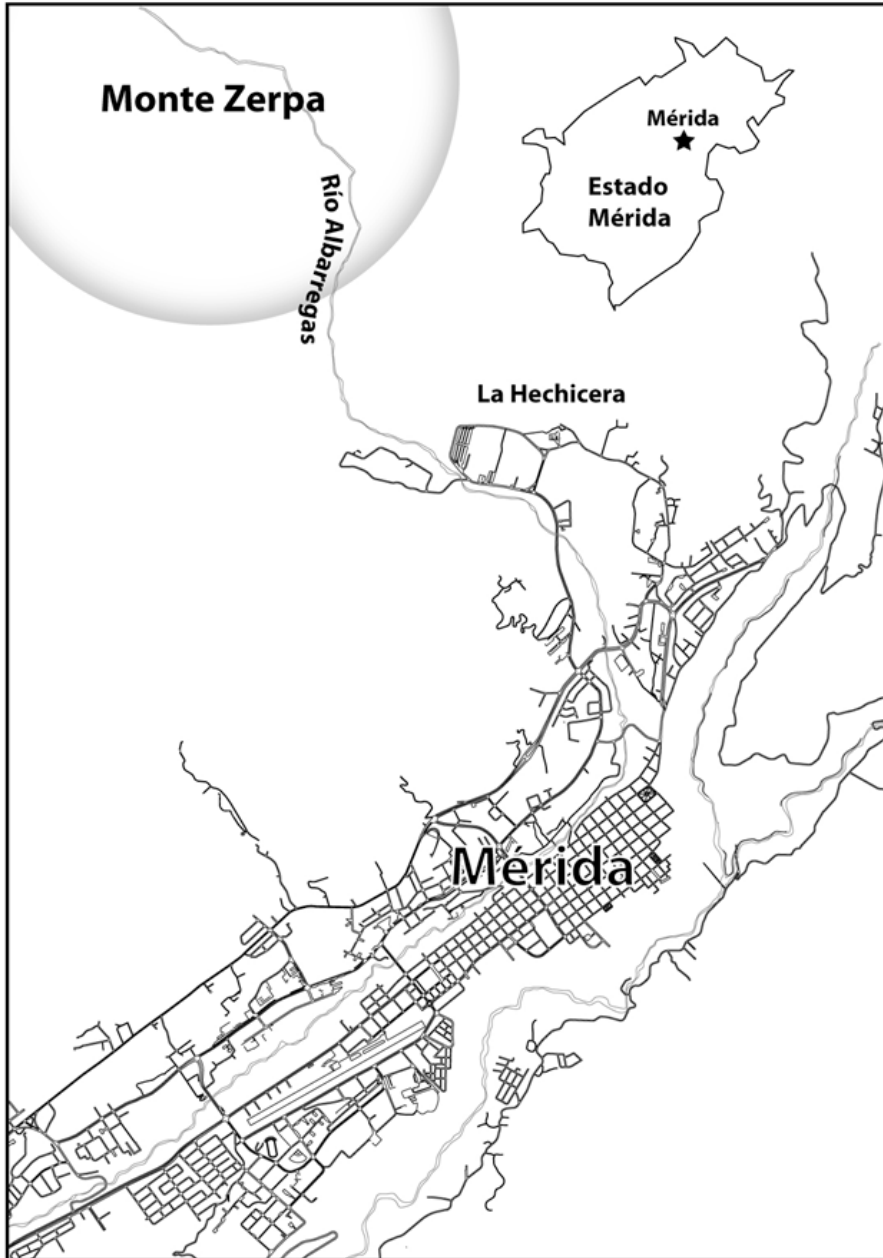 Monte Zerpa
Río Albarregas
Mérida
Estado
Mérida
La Hechicera
Mérida